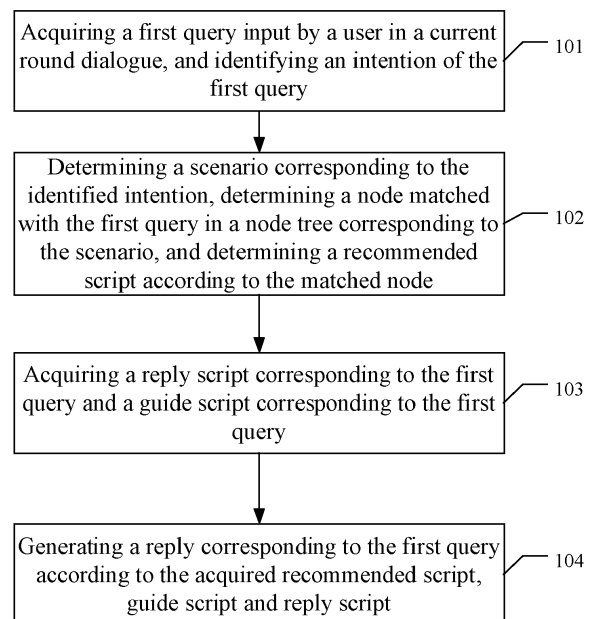 Acquiring a first query input by a user in a current
round dialogue, and identifying an intention of the
first query
101
Determining a scenario corresponding to the
identified intention, determining a node matched
with the first query in a node tree corresponding to
the scenario, and determining a recommended
script according to the matched node
102
Acquiring a reply script corresponding to the first
query and a guide script corresponding to the first
query
103
Generating a reply corresponding to the first query
according to the acquired recommended script,
guide script and reply script
104